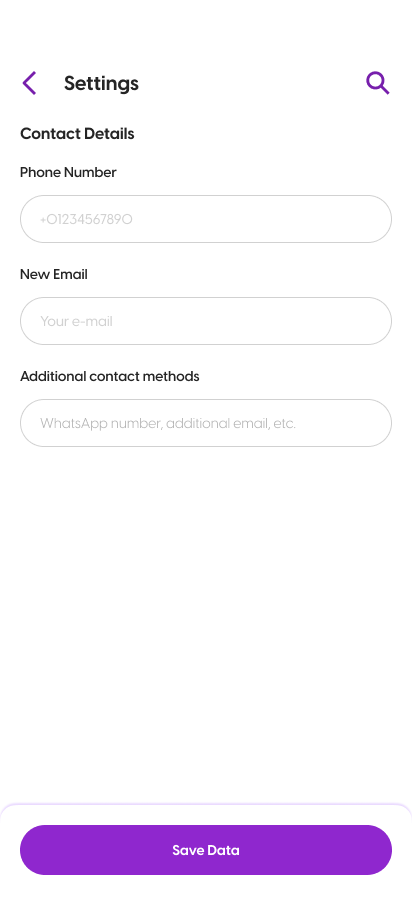 Settings
Contact Details
Phone Number
+01234567890
New Email
Your e-mail
Additional contact methods
WhatsApp number, additional email, etc.
Save Data